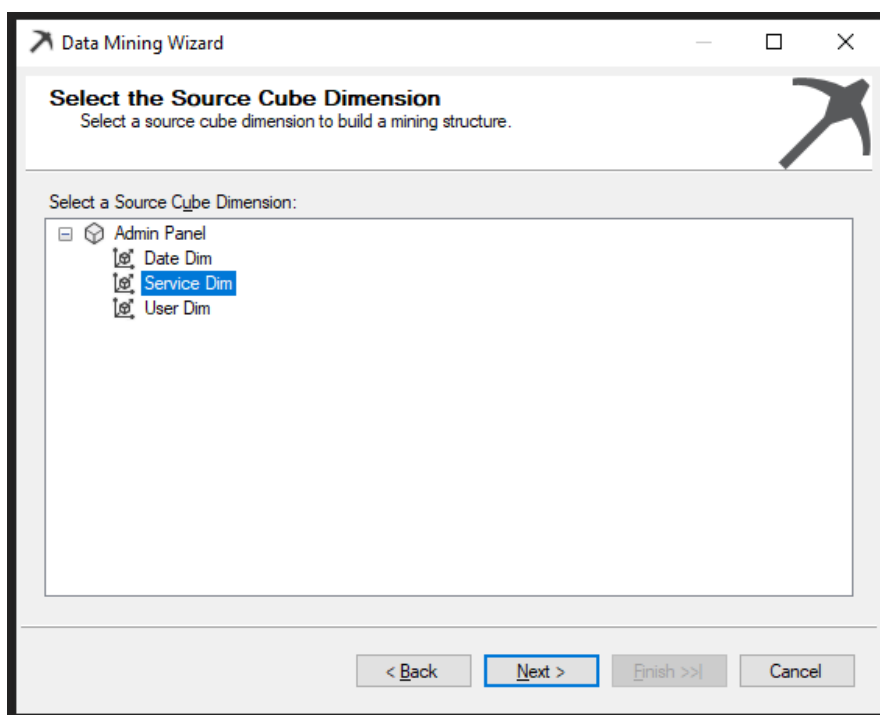 Data Mining Wizard
Select the Source Cube Dimension
Select a source cube dimension to build a mining structure.
Select a Source Cube Dimension:
Admin Panel
Date Dim
Service Dim
User Dim
< Back
Next >
Finish >>|
Cancel